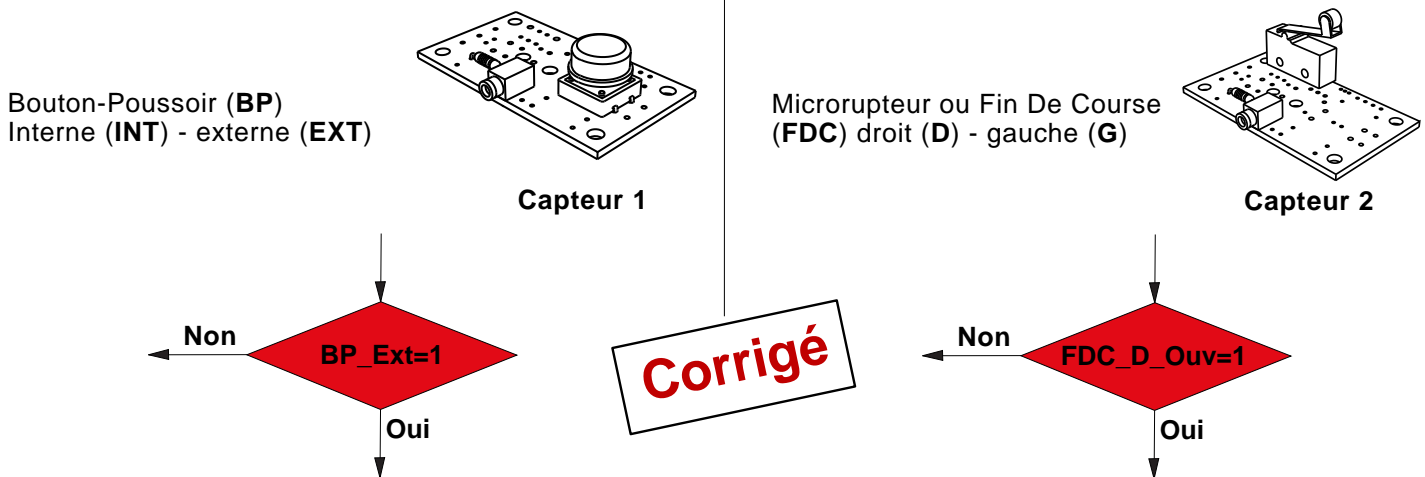 Bouton-Poussoir (BP)
Interne (INT) - externe (EXT)
Capteur 1
Non
BP_Ext=1
Oui
Corrigé
Microrupteur ou Fin De Course
(FDC) droit (D) - gauche (G)
Capteur 2
Non
FDC_D_Ouv=1
Oui